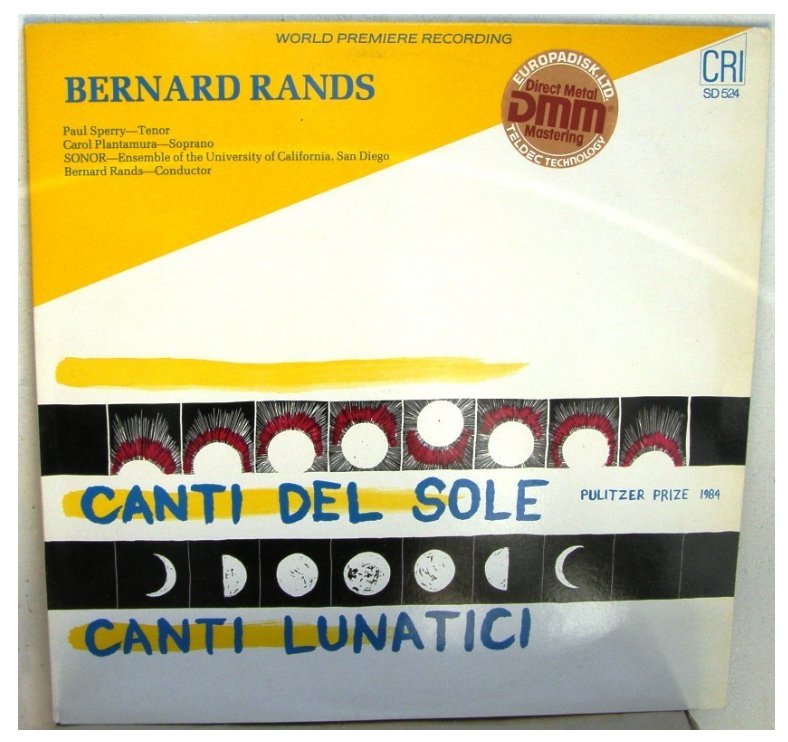 WORLD PREMIERE RECORDING
BERNARD RANDS
Paul Sperry—Tenor
Carol Plantamura—Soprano
SONOR—Ensemble of the University of California, San Diego
Bernard Rands—Conductor
EUROPADISK, LTD.
Direct Metal
DMM®
Mastering
TELDEC TECHNOLOGY
CRI
SD 524
CANTI DEL SOLE
PULITZER PRIZE 1984
CANTI LUNATICI